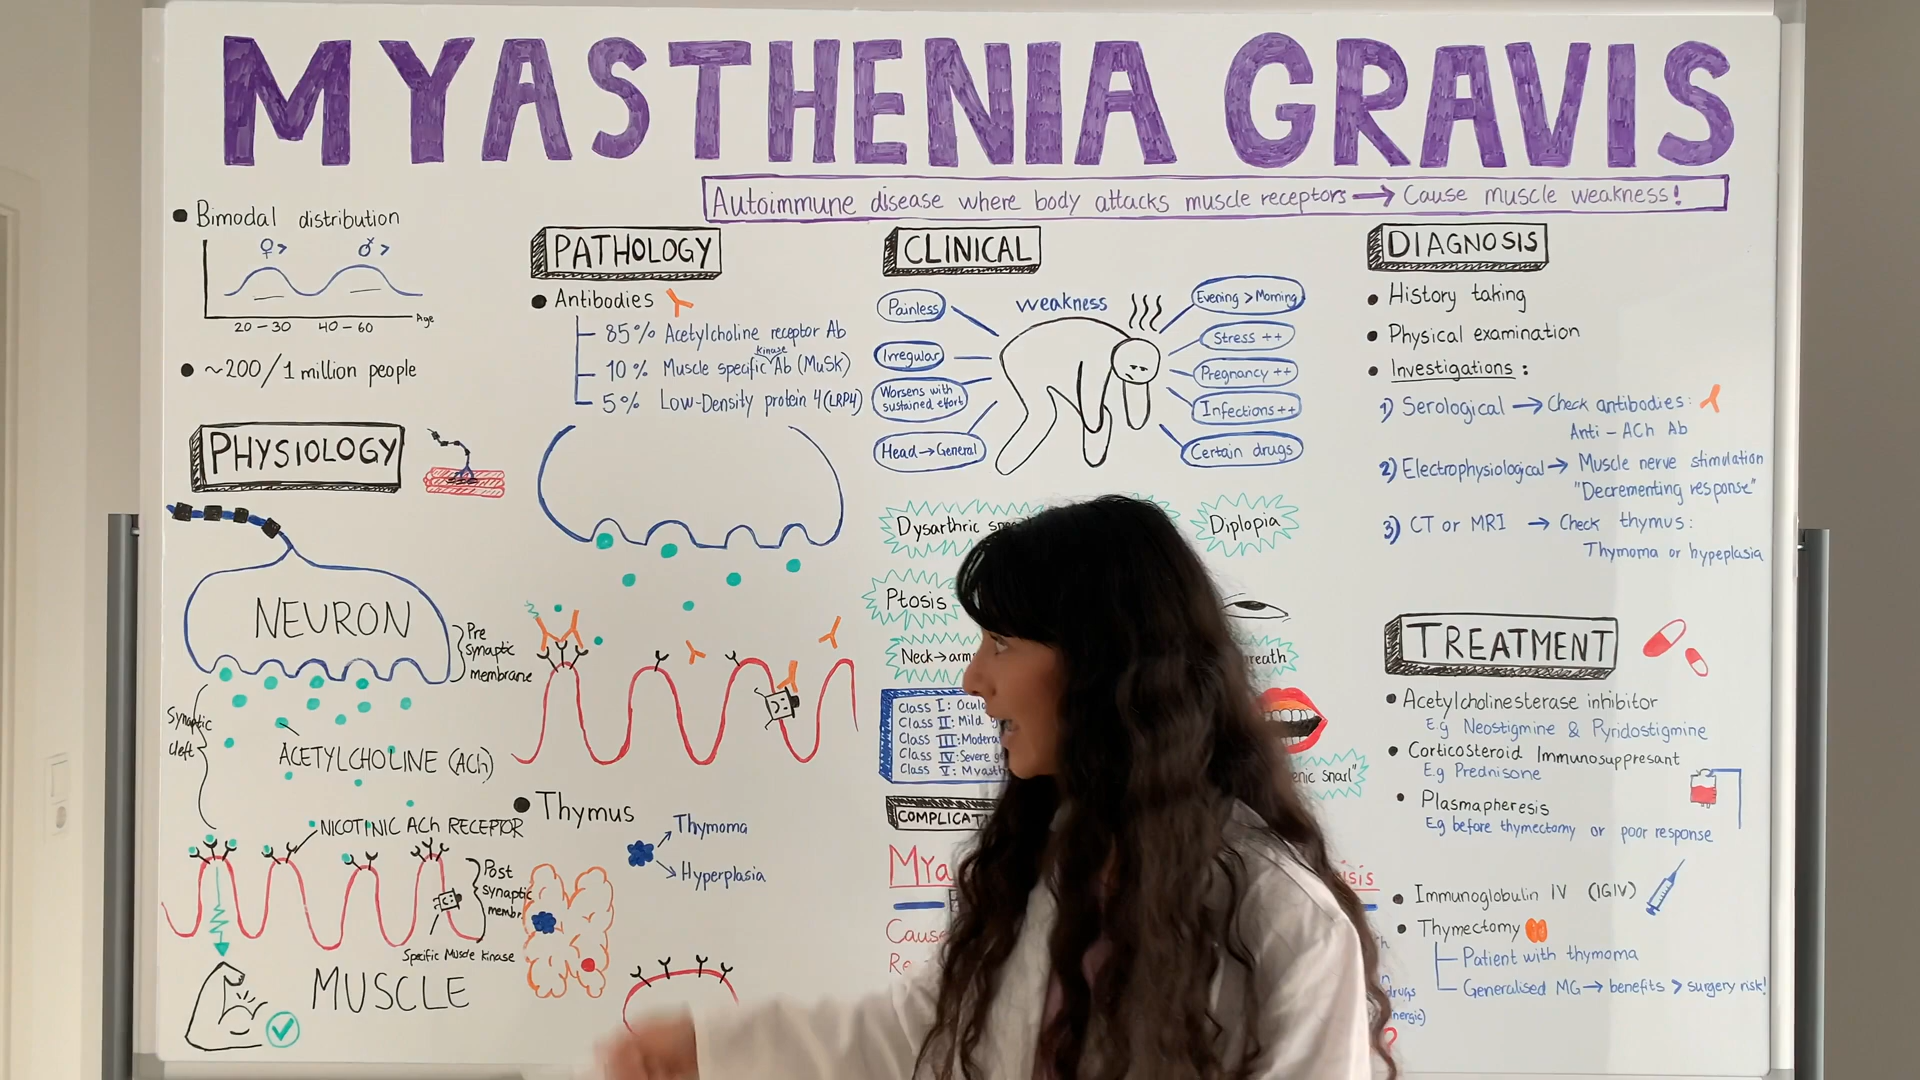 MYASTHENIA GRAVIS
Autoimmune disease where body attacks muscle receptors → Cause muscle weakness!
• Bimodal distribution
♀> ♂>
20-30 40-60 Age
• ~200/1 million people
PHYSIOLOGY
NEURON
Pre
Synaptic
membrane
Synaptic
cleft
ACETYLCHOLINE (ACh)
NICOTINIC ACh RECEPTOR
Post
synaptic
membr.
Specific Muscle Kinase
MUSCLE
PATHOLOGY
• Antibodies
85% Acetylcholine receptor Ab
kinase
10% Muscle specific Ab (MuSK)
5% Low-Density protein 4 (LRP4)
• Thymus
Thymoma
Hyperplasia
CLINICAL
weakness
Painless
Irregular
Worsens with
sustained effort
Head → General
Evening > Morning
Stress ++
Pregnancy ++
Infections ++
Certain drugs
Dysarthric
Diplopia
Ptosis
Neck → arm
Class I:
Class II: Mild
Class III:
Class IV: Severe
Class V:
snarl"
drugs
DIAGNOSIS
• History taking
• Physical examination
• Investigations:
1) Serological → Check antibodies:
Anti-ACh Ab
2) Electrophysiological → Muscle nerve stimulation
"Decrementing response"
3) CT or MRI → Check thymus:
Thymoma or hypeplasia
TREATMENT
• Acetylcholinesterase inhibitor
E.g Neostigmine & Pyridostigmine
• Corticosteroid Immunosuppresant
E.g Prednisone
• Plasmapheresis
E.g before thymectomy or poor response
• Immunoglobulin IV (IGIV)
• Thymectomy
Patient with thymoma
Generalised MG → benefits > surgery risk!